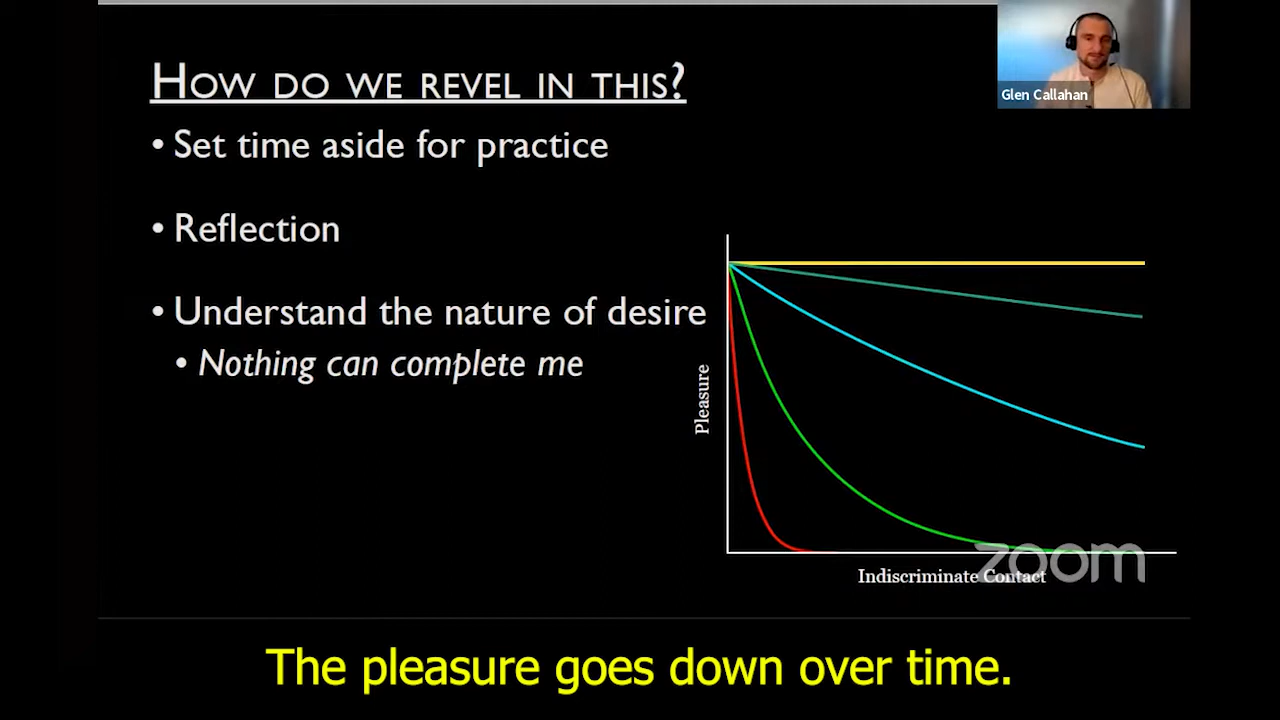 How do we revel in this?
Glen Callahan
• Set time aside for practice
• Reflection
• Understand the nature of desire
• Nothing can complete me
Pleasure
Indiscriminate Contact
zoom
The pleasure goes down over time.